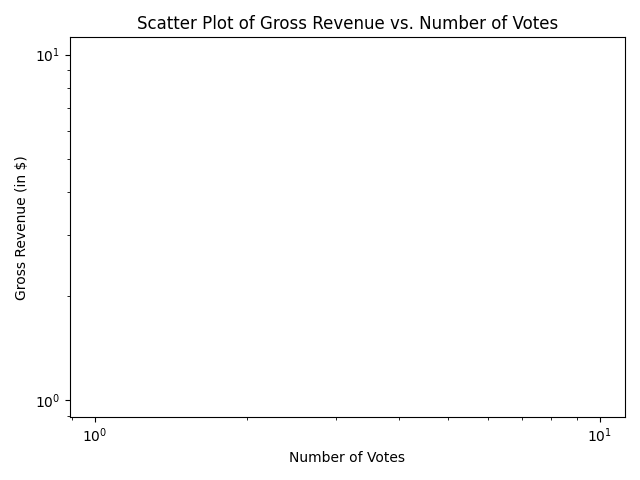 Scatter Plot of Gross Revenue vs. Number of Votes
10¹
Gross Revenue (in $)
10⁰
10⁰ 10¹
Number of Votes